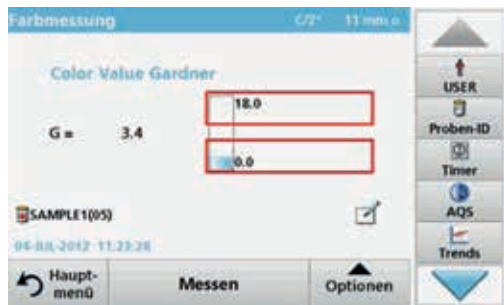 Farbmessung C/2° 11 mm o
Color Value Gardner
18.0
G = 3.4
0.0
SAMPLE1(05)
04-JUL-2012 11:23:28
Haupt-
menü
Messen
Optionen
USER
Proben-ID
Timer
AQS
Trends